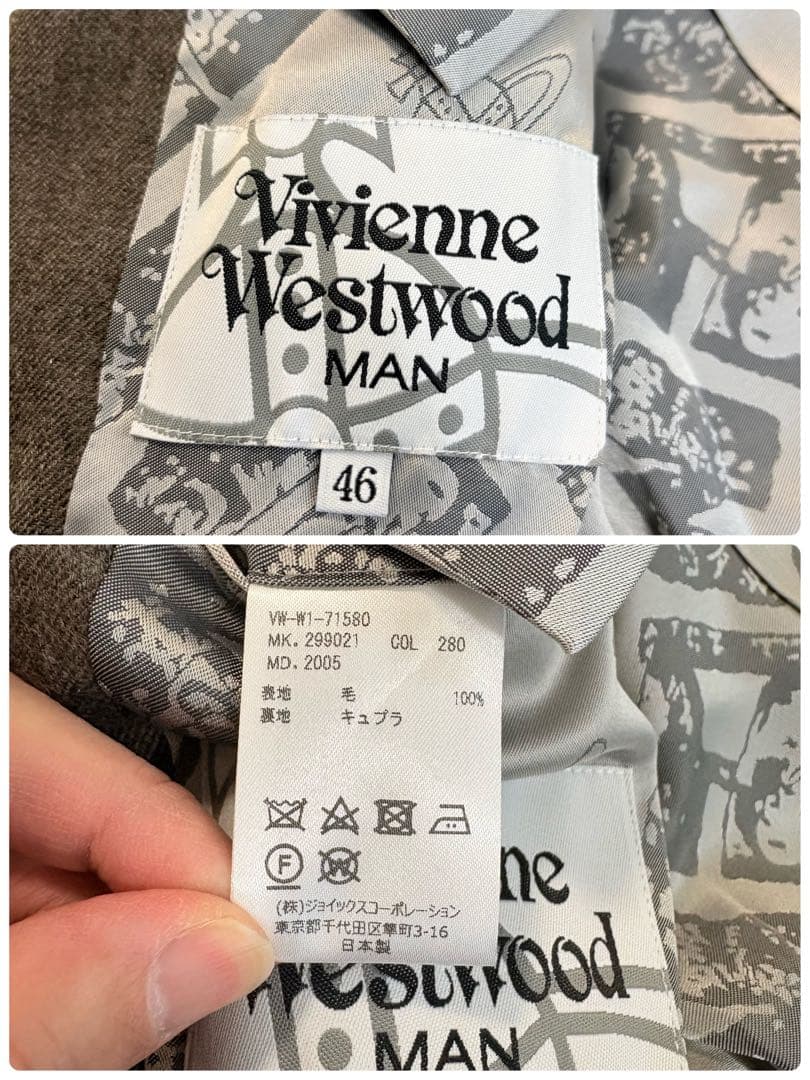 Vivienne
Westwood
MAN
46
VW-W1-71580
MK. 299021 COL 280
MD. 2005
表地 毛 100%
裏地 キュプラ
F
W
(株)ジョイックスコーポレーション
東京都千代田区隼町3-16
日本製
ne
Westwood
MAN